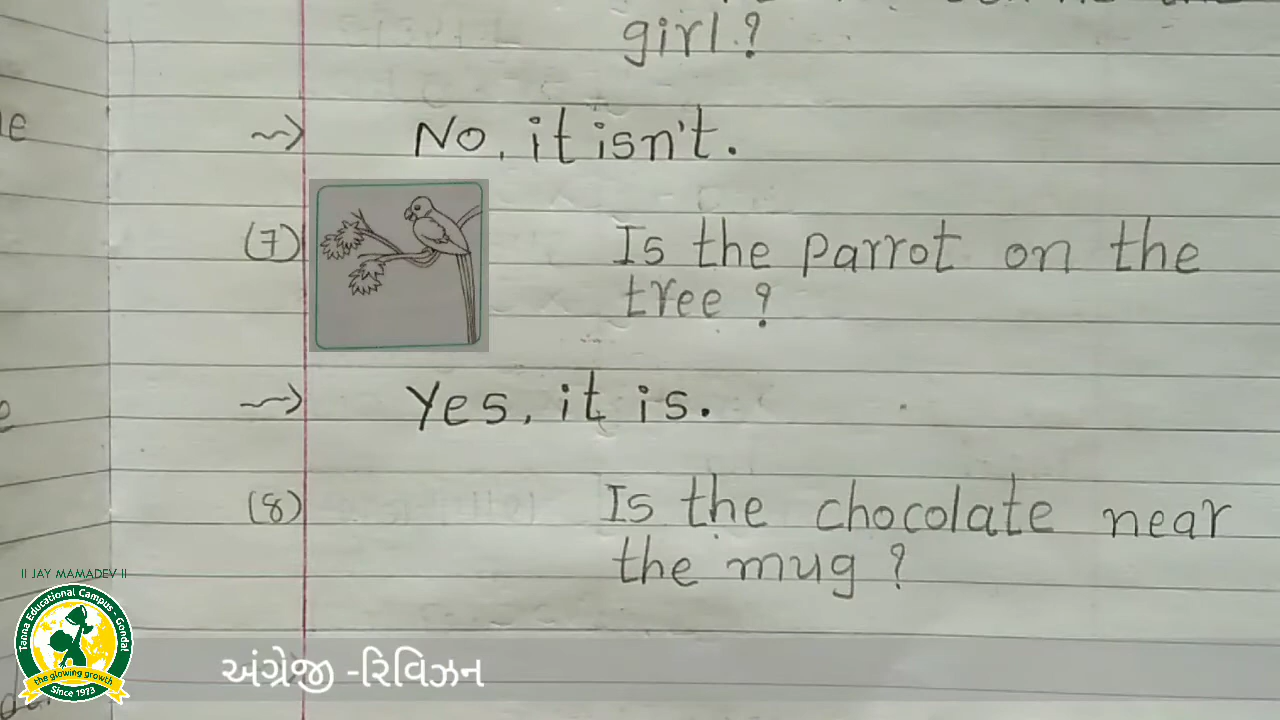 girl.?
No, it isn't.
(7) Is the parrot on the
tree ?
Yes, it is.
(8) Is the chocolate near
the mug ?
II JAY MAMADEV II
Tanna Educational Campus - Gondal
the glowing growth
Since 1973
અંગ્રેજી -રિવિઝન